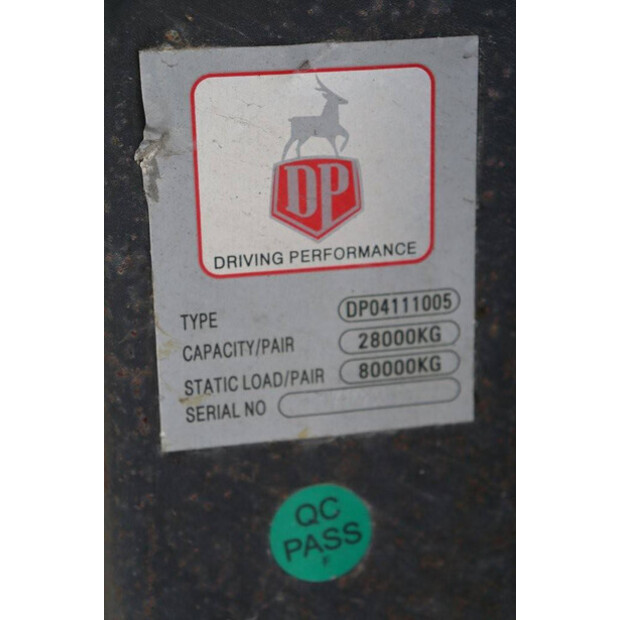 DP
DRIVING PERFORMANCE
TYPE DP04111005
CAPACITY/PAIR 28000KG
STATIC LOAD/PAIR 80000KG
SERIAL NO
QC
PASS
F